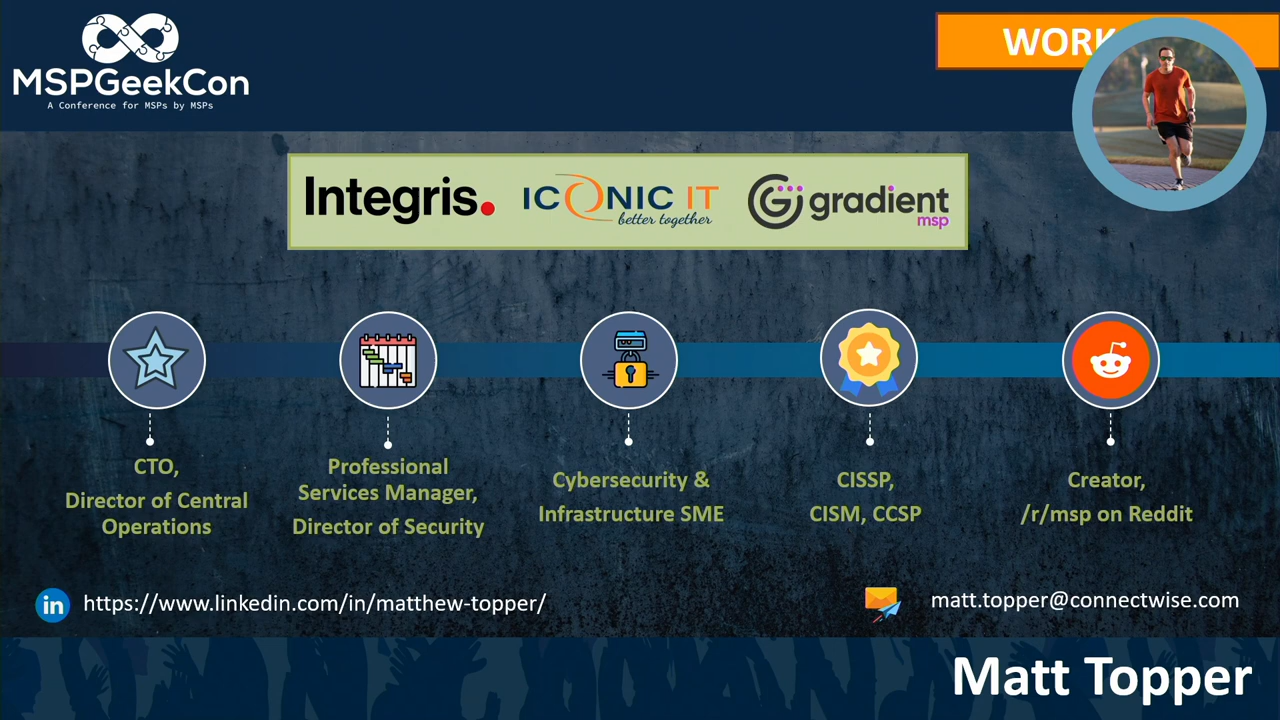 MSPGeekCon
A Conference for MSPs by MSPs
WORK
Integris.
ICONIC IT
better together
gradient
msp
CTO,
Director of Central
Operations
Professional
Services Manager,
Director of Security
Cybersecurity &
Infrastructure SME
CISSP,
CISM, CCSP
Creator,
/r/msp on Reddit
in
https://www.linkedin.com/in/matthew-topper/
matt.topper@connectwise.com
Matt Topper